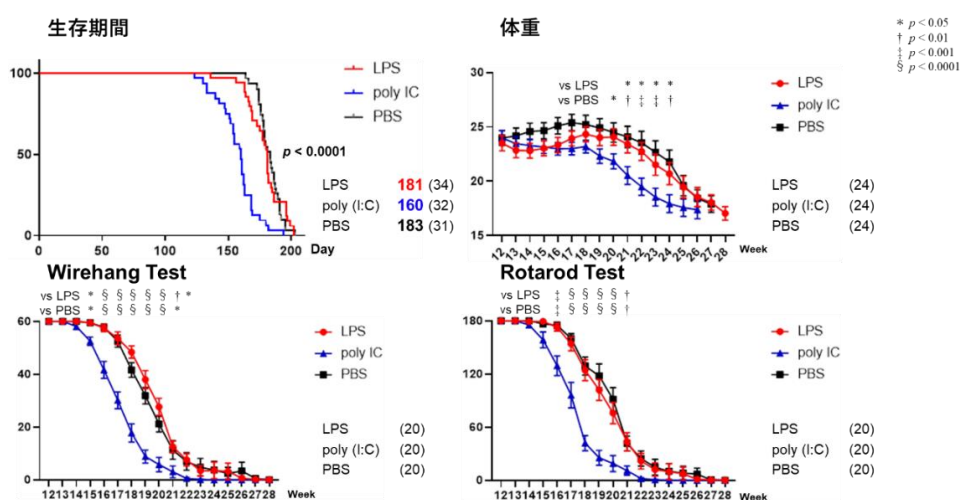 生存期間
体重
* p < 0.05
† p < 0.01
‡ p < 0.001
§ p < 0.0001
100
50
0
0 50 100 150 200
Day
LPS
poly IC
PBS
p < 0.0001
LPS 181 (34)
poly (I:C) 160 (32)
PBS 183 (31)
30
25
20
15
vs LPS * * * *
vs PBS * † ‡ ‡ †
LPS
poly IC
PBS
LPS (24)
poly (I:C) (24)
PBS (24)
12 13 14 15 16 17 18 19 20 21 22 23 24 25 26 27 28
Week
Wirehang Test
vs LPS * § § § § § † *
vs PBS * § § § § § *
60
40
20
0
LPS
poly IC
PBS
LPS (20)
poly (I:C) (20)
PBS (20)
12 13 14 15 16 17 18 19 20 21 22 23 24 25 26 27 28
Week
Rotarod Test
vs LPS ‡ § § § § †
vs PBS ‡ § § § § †
180
120
60
0
LPS
poly IC
PBS
LPS (20)
poly (I:C) (20)
PBS (20)
12 13 14 15 16 17 18 19 20 21 22 23 24 25 26 27 28
Week